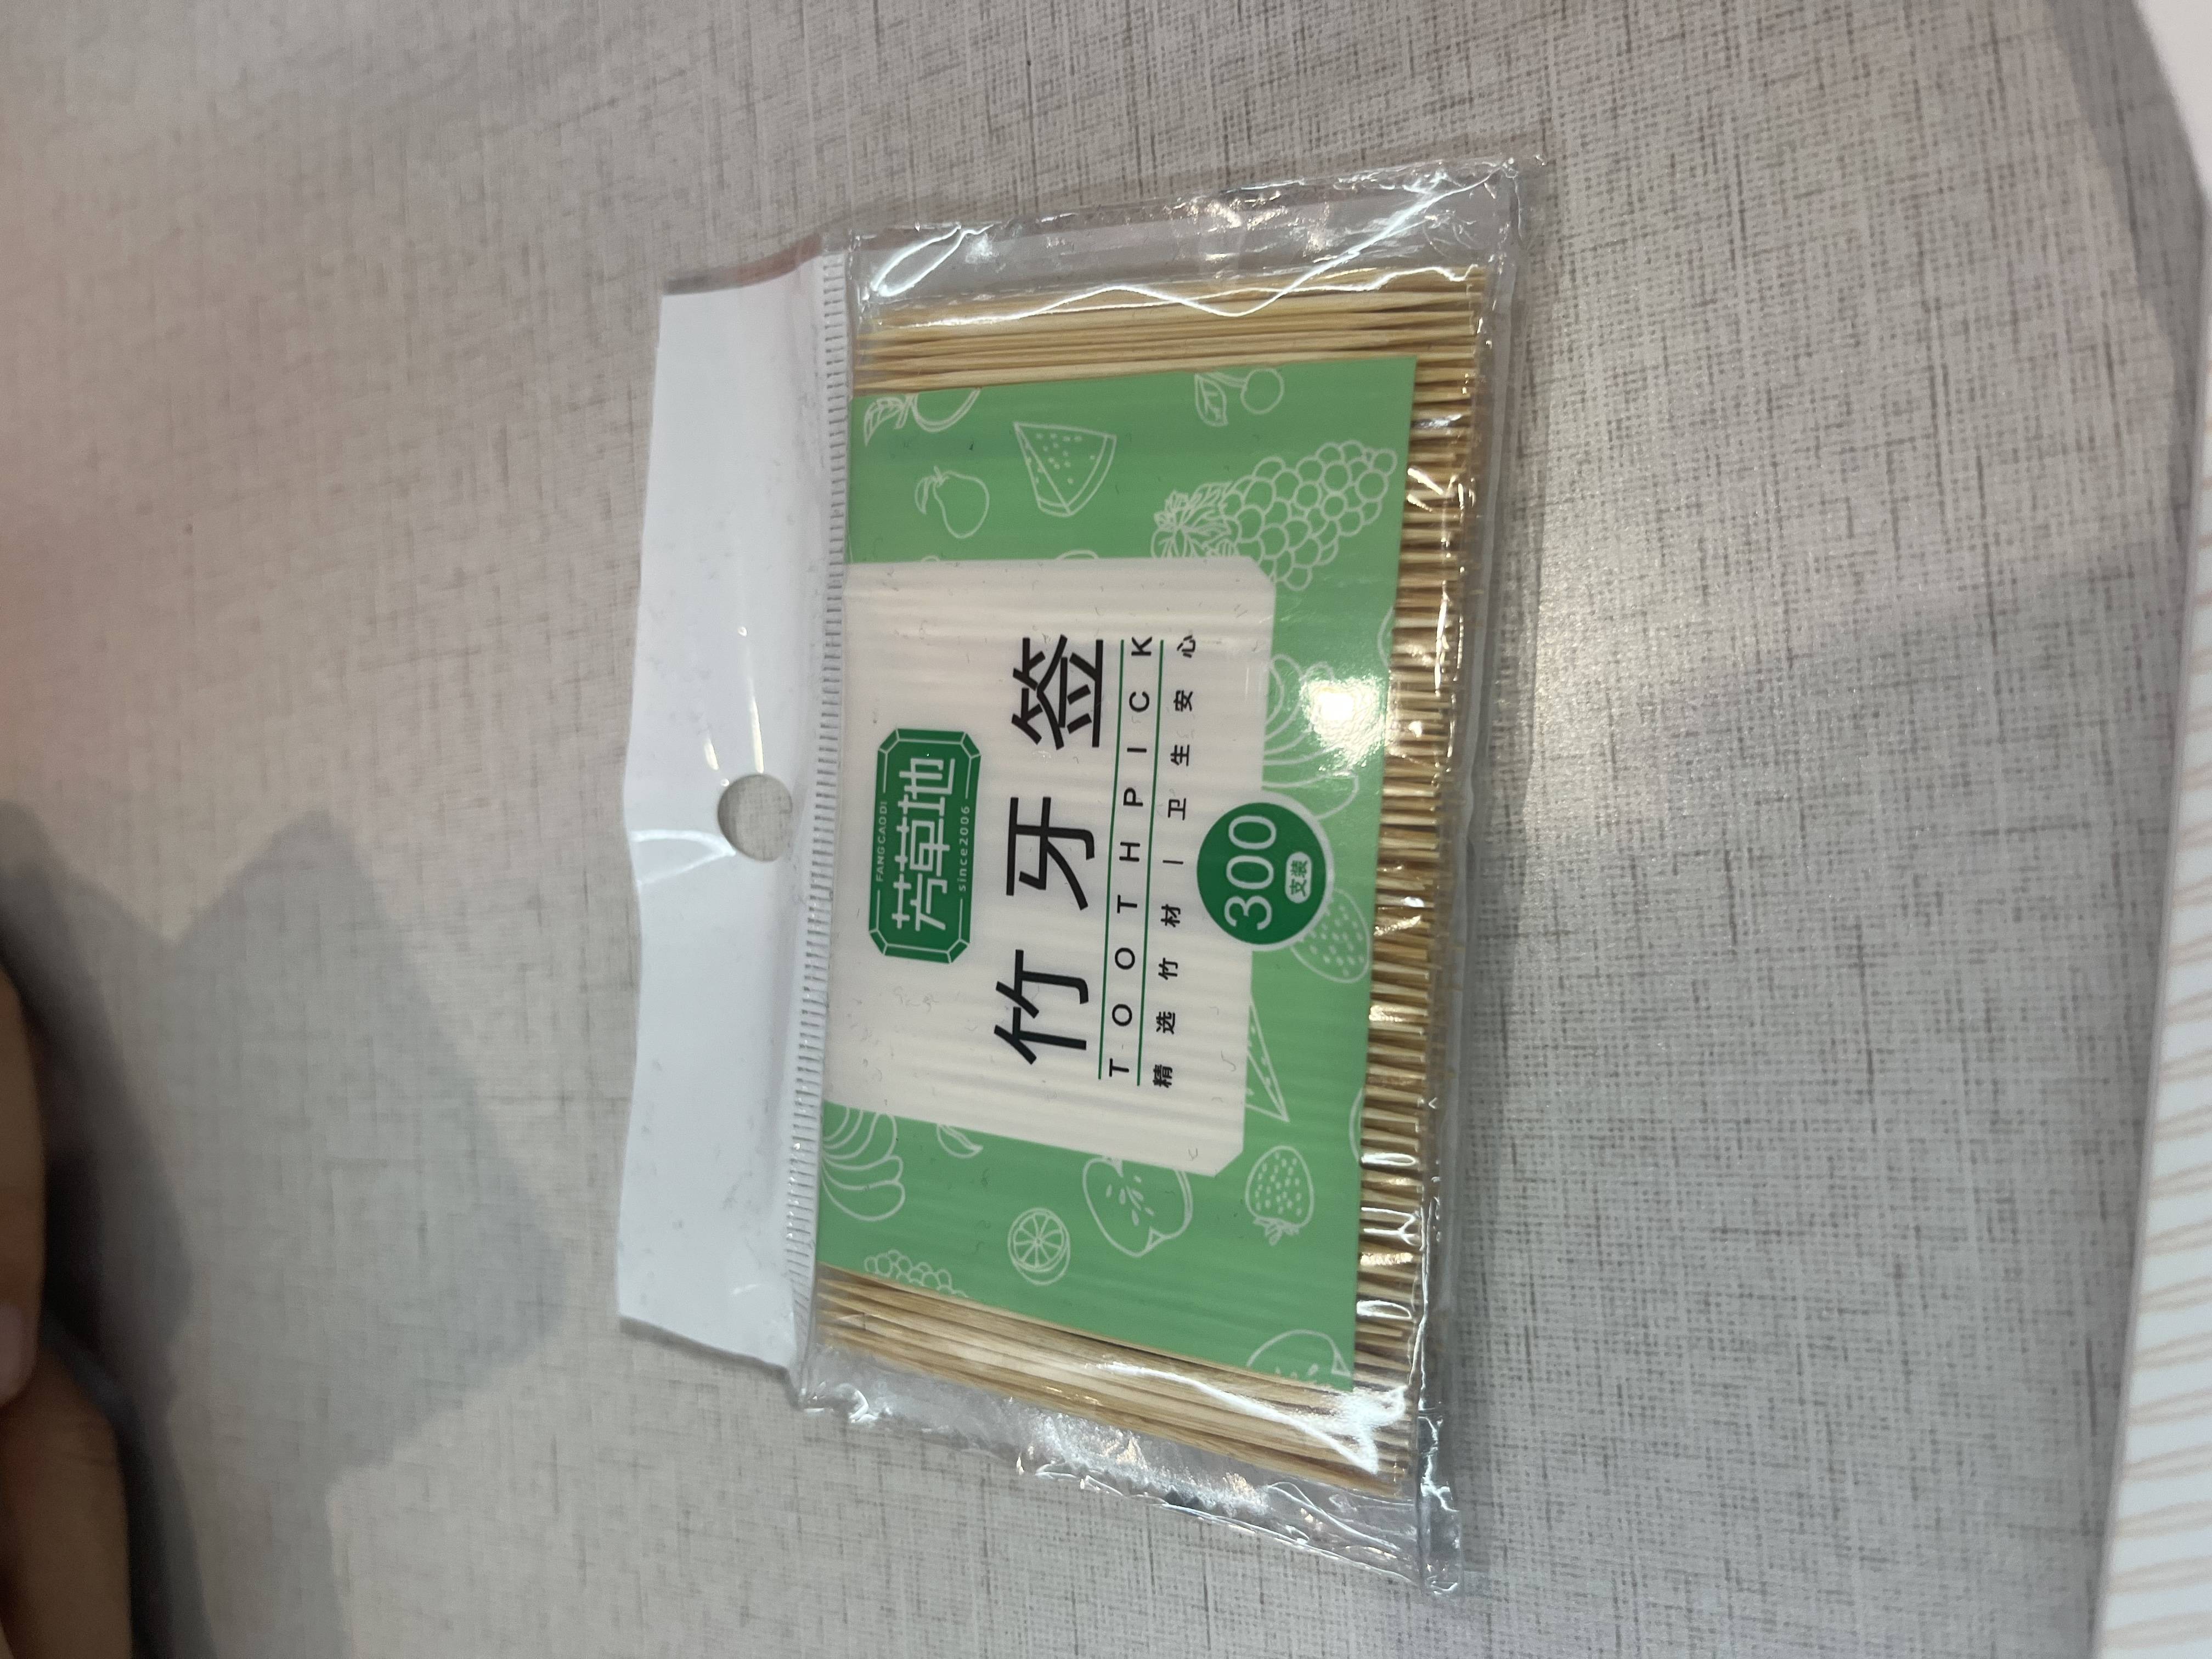 FANGCAODI
芳草地
since2006
竹牙签
TOOTHPICK
精选竹材|卫生安心
300
支装